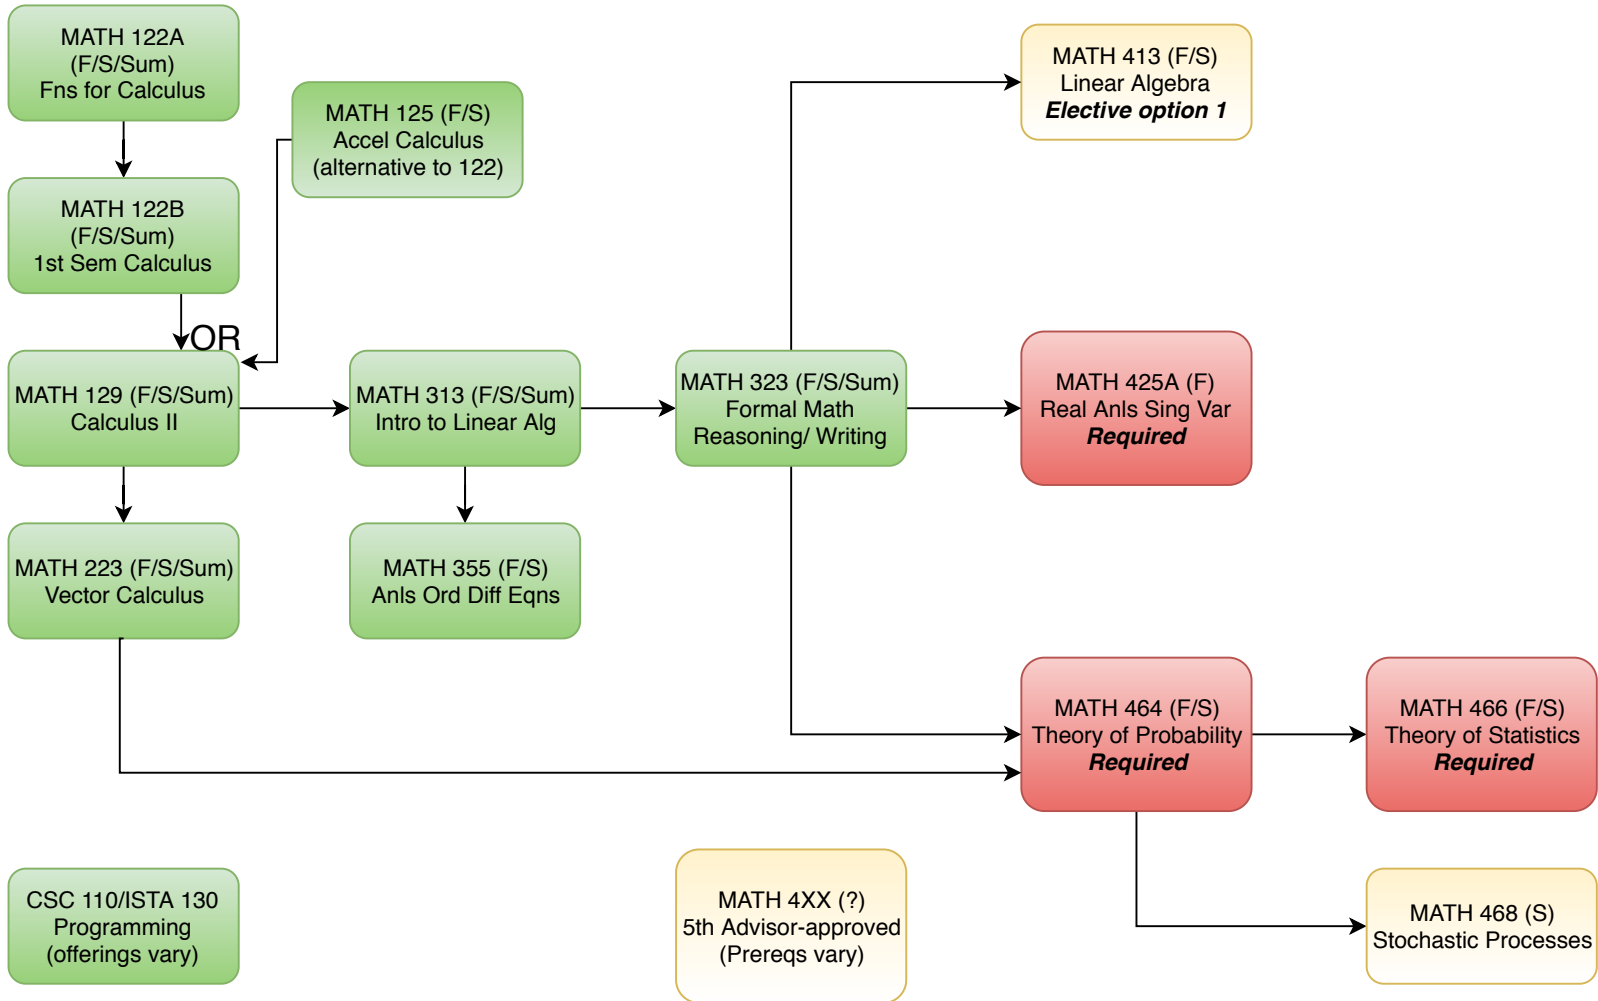 MATH 122A
(F/S/Sum)
Fns for Calculus
MATH 125 (F/S)
Accel Calculus
(alternative to 122)
MATH 413 (F/S)
Linear Algebra
Elective option 1
MATH 122B
(F/S/Sum)
1st Sem Calculus
OR
MATH 129 (F/S/Sum)
Calculus II
MATH 313 (F/S/Sum)
Intro to Linear Alg
MATH 323 (F/S/Sum)
Formal Math
Reasoning/ Writing
MATH 425A (F)
Real Anls Sing Var
Required
MATH 223 (F/S/Sum)
Vector Calculus
MATH 355 (F/S)
Anls Ord Diff Eqns
MATH 464 (F/S)
Theory of Probability
Required
MATH 466 (F/S)
Theory of Statistics
Required
CSC 110/ISTA 130
Programming
(offerings vary)
MATH 4XX (?)
5th Advisor-approved
(Prereqs vary)
MATH 468 (S)
Stochastic Processes